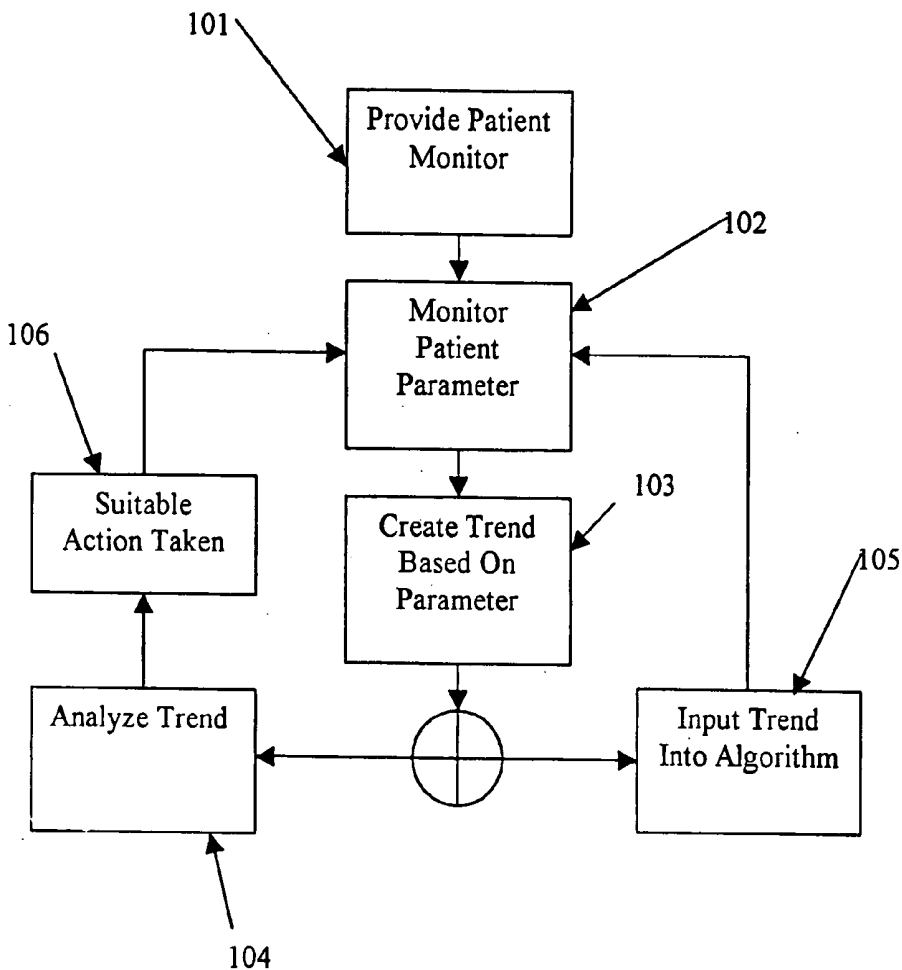 101
Provide Patient
Monitor
102
Monitor
Patient
Parameter
106
Suitable
Action Taken
103
Create Trend
Based On
Parameter
105
Analyze Trend
Input Trend
Into Algorithm
104